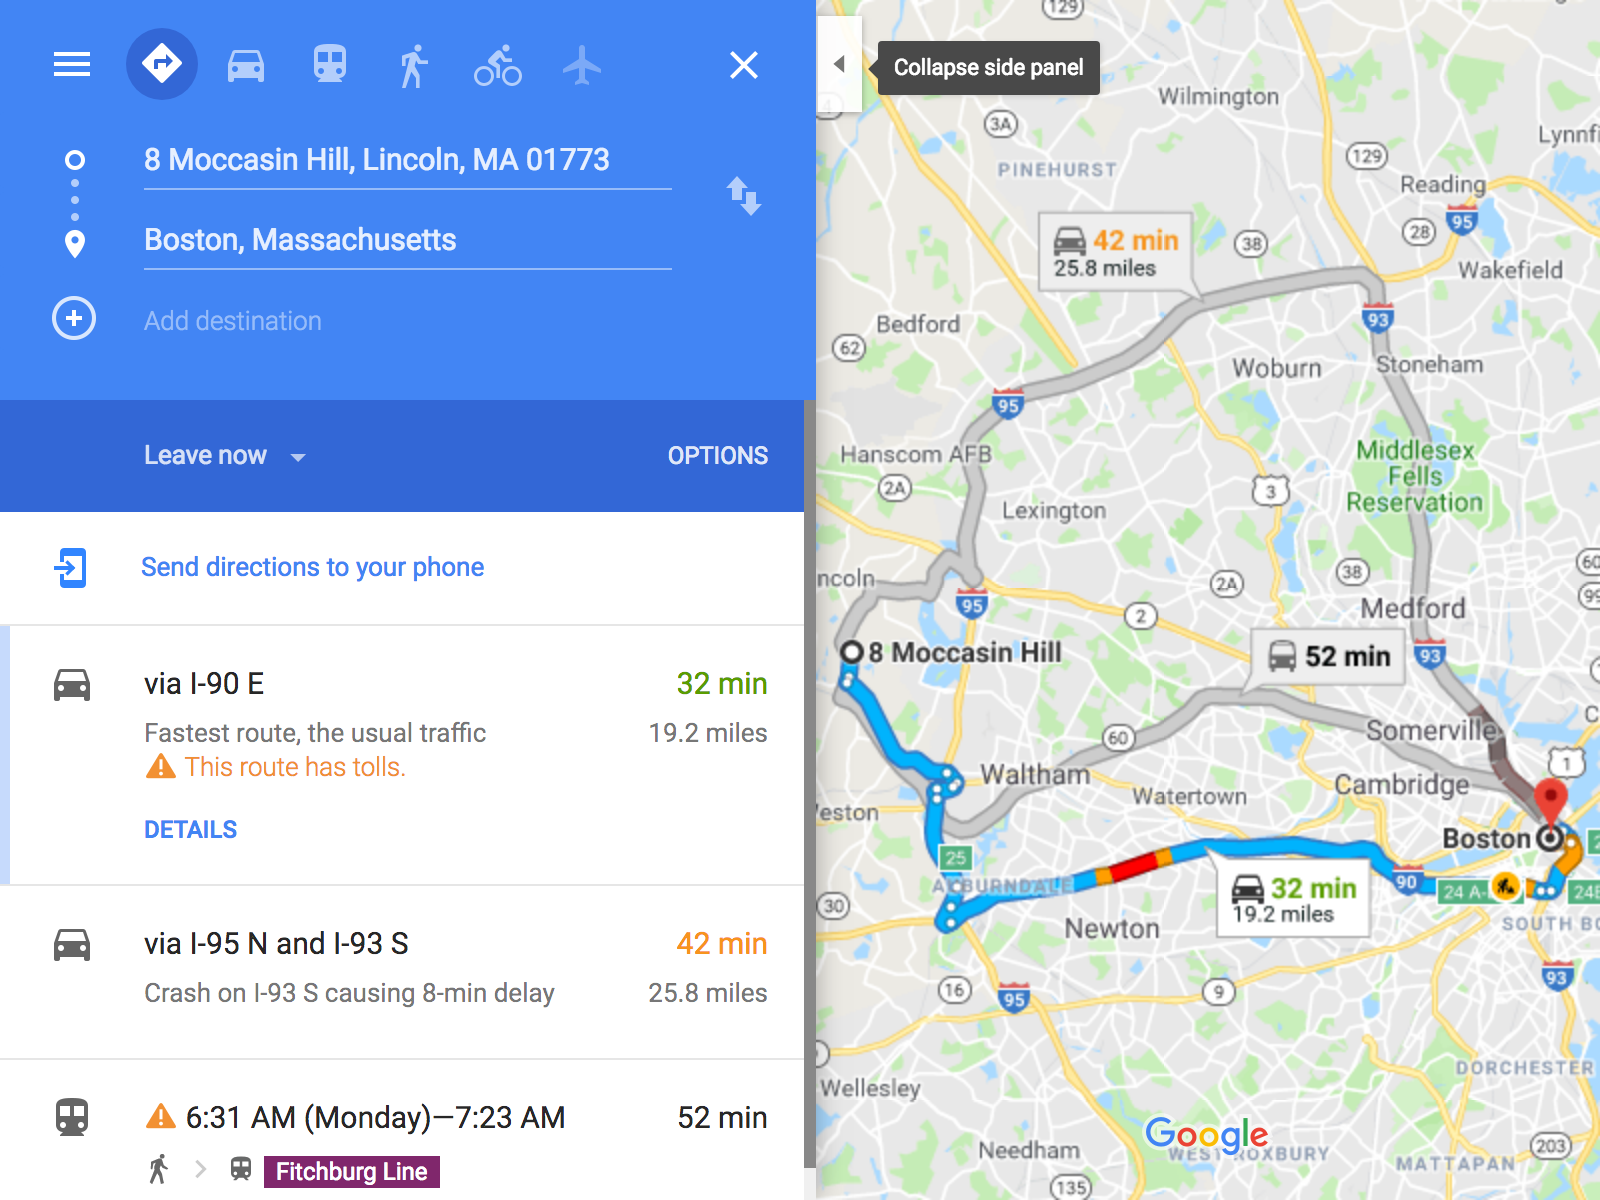 8 Moccasin Hill, Lincoln, MA 01773
Boston, Massachusetts
Add destination
Leave now
OPTIONS
Send directions to your phone
via I-90 E
32 min
Fastest route, the usual traffic
19.2 miles
This route has tolls.
DETAILS
via I-95 N and I-93 S
42 min
Crash on I-93 S causing 8-min delay
25.8 miles
6:31 AM (Monday)—7:23 AM
52 min
Fitchburg Line
129
Collapse side panel
Wilmington
3A
Lynnfi
129
PINEHURST
Reading
95
28
42 min
38
25.8 miles
Wakefield
93
Bedford
62
Woburn
Stoneham
95
Hanscom AFB
Middlesex
Fells
Reservation
2A
3
Lexington
60
ncoln
38
2A
95
99
2
Medford
8 Moccasin Hill
52 min
93
Somerville
60
1
Waltham
Cambridge
Watertown
eston
Boston
25
AUBURNDALE
90
32 min
24 A-
24E
19.2 miles
30
Newton
SOUTH BO
93
16
95
9
DORCHESTER
Wellesley
Google
Needham
WEST ROXBURY
203
MATTAPAN
135